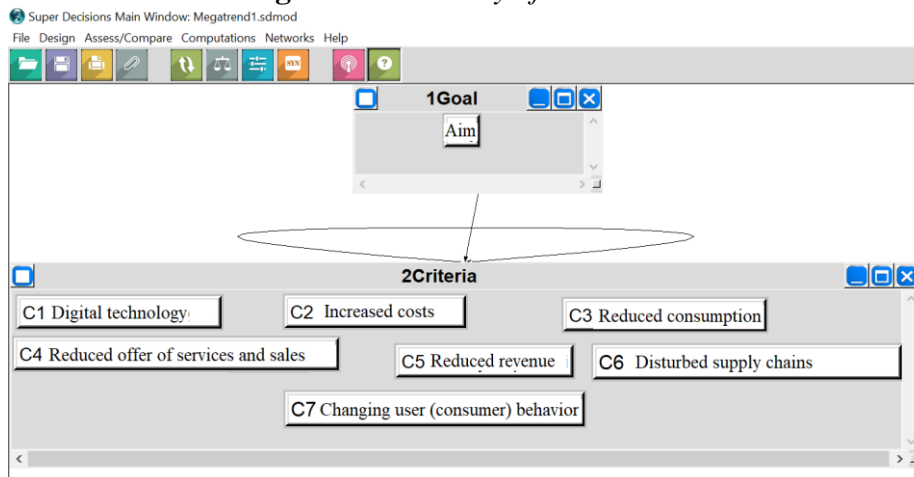 Super Decisions Main Window: Megatrend1.sdmod
File Design Assess/Compare Computations Networks Help
1Goal
Aim
2Criteria
C1 Digital technology
C2 Increased costs
C3 Reduced consumption
C4 Reduced offer of services and sales
C5 Reduced revenue
C6 Disturbed supply chains
C7 Changing user (consumer) behavior